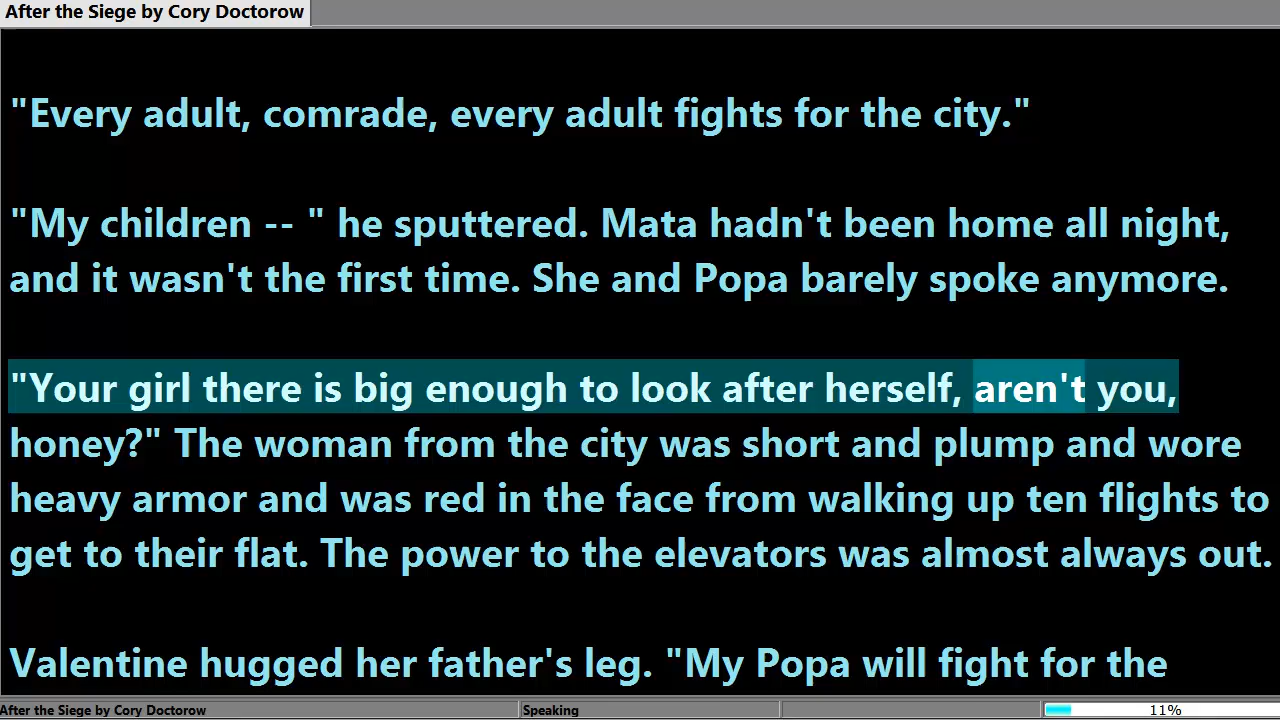 After the Siege by Cory Doctorow
"Every adult, comrade, every adult fights for the city."
"My children -- " he sputtered. Mata hadn't been home all night,
and it wasn't the first time. She and Popa barely spoke anymore.
"Your girl there is big enough to look after herself, aren't you,
honey?" The woman from the city was short and plump and wore
heavy armor and was red in the face from walking up ten flights to
get to their flat. The power to the elevators was almost always out.
Valentine hugged her father's leg. "My Popa will fight for the
After the Siege by Cory Doctorow
Speaking
11%